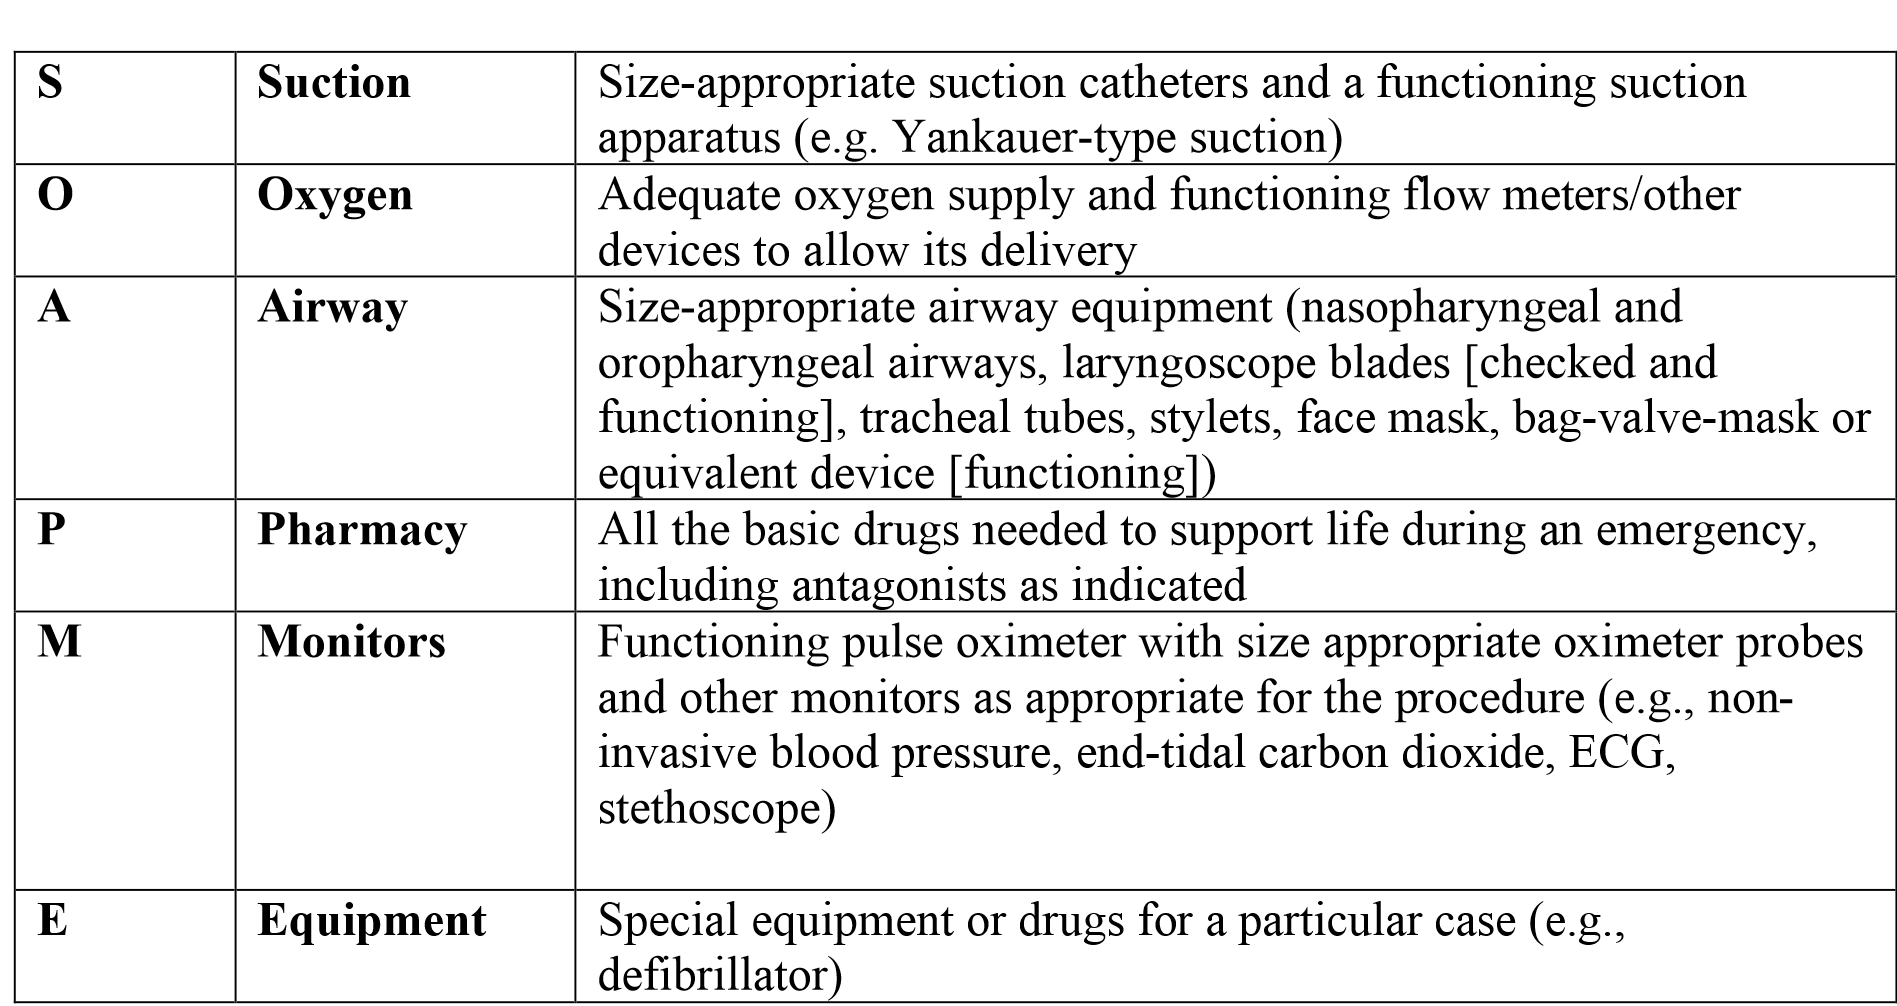 S Suction Size-appropriate suction catheters and a functioning suction
apparatus (e.g. Yankauer-type suction)
O Oxygen Adequate oxygen supply and functioning flow meters/other
devices to allow its delivery
A Airway Size-appropriate airway equipment (nasopharyngeal and
oropharyngeal airways, laryngoscope blades [checked and
functioning], tracheal tubes, stylets, face mask, bag-valve-mask or
equivalent device [functioning])
P Pharmacy All the basic drugs needed to support life during an emergency,
including antagonists as indicated
M Monitors Functioning pulse oximeter with size appropriate oximeter probes
and other monitors as appropriate for the procedure (e.g., non-
invasive blood pressure, end-tidal carbon dioxide, ECG,
stethoscope)
E Equipment Special equipment or drugs for a particular case (e.g.,
defibrillator)